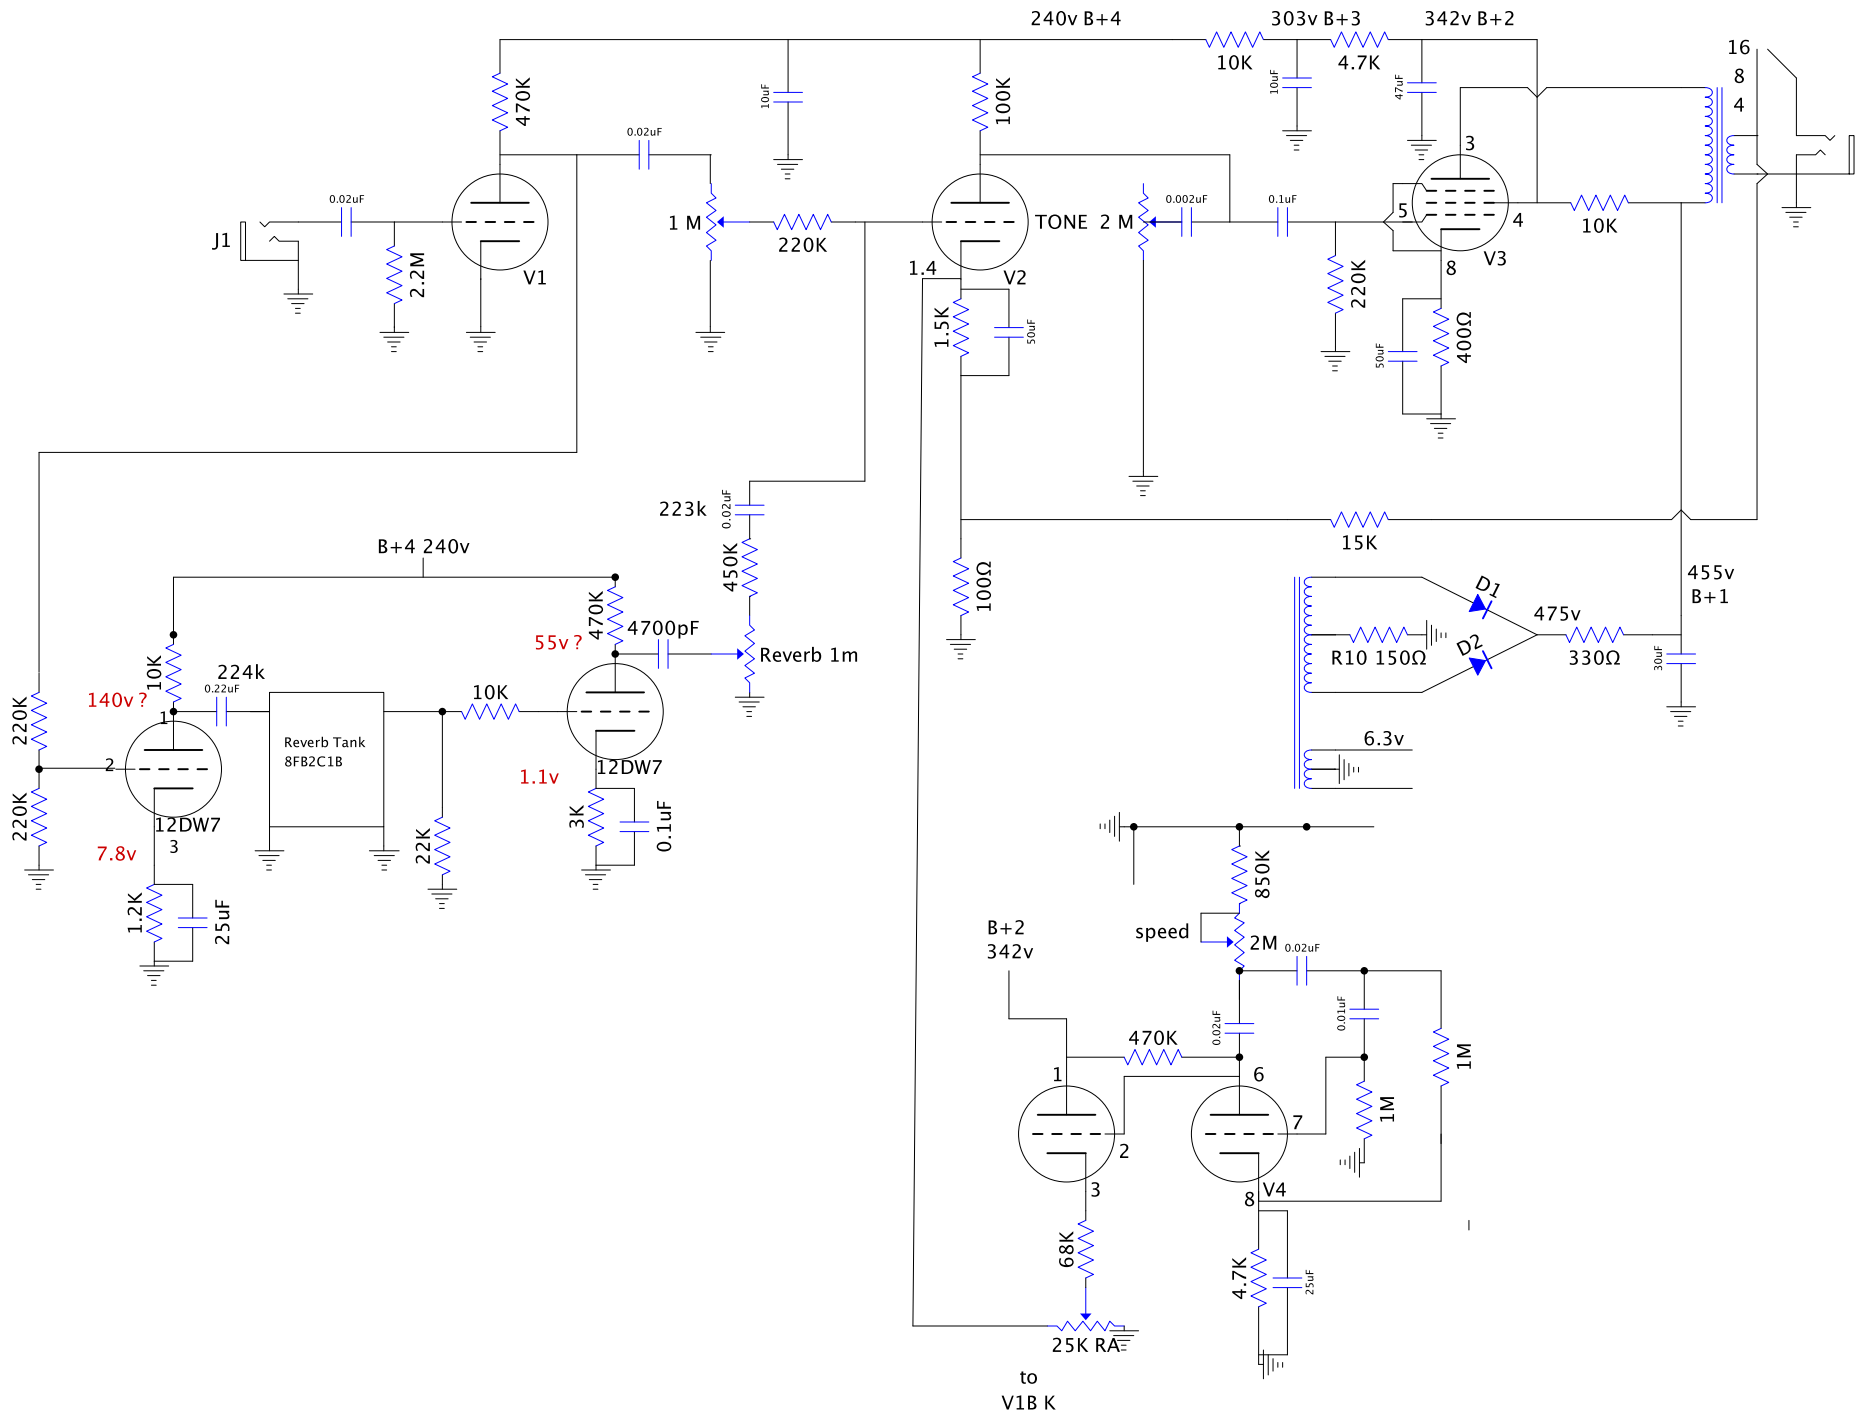 240v B+4
303v B+3
342v B+2
16
8
4
10K
4.7K
470K
10uF
100K
10uF
47uF
0.02uF
3
0.02uF
J1
2.2M
V1
1 M
220K
TONE 2 M
0.002uF
0.1uF
5
4
10K
V3
8
1.4
V2
220K
1.5K
50uF
50uF
400Ω
223k
0.02uF
15K
B+4 240v
450K
100Ω
455v
B+1
D1
475v
470K
4700pF
55v ?
Reverb 1m
D2
R10 150Ω
330Ω
30uF
10K
224k
0.22uF
140v ?
1
10K
220K
Reverb Tank
8FB2C1B
6.3v
2
12DW7
1.1v
220K
12DW7
3
7.8v
3K
0.1uF
22K
850K
1.2K
25uF
B+2
342v
speed
2M
0.02uF
0.02uF
0.01uF
470K
1M
1
6
1M
7
2
3
8
V4
68K
4.7K
25uF
25K RA
to
V1B K